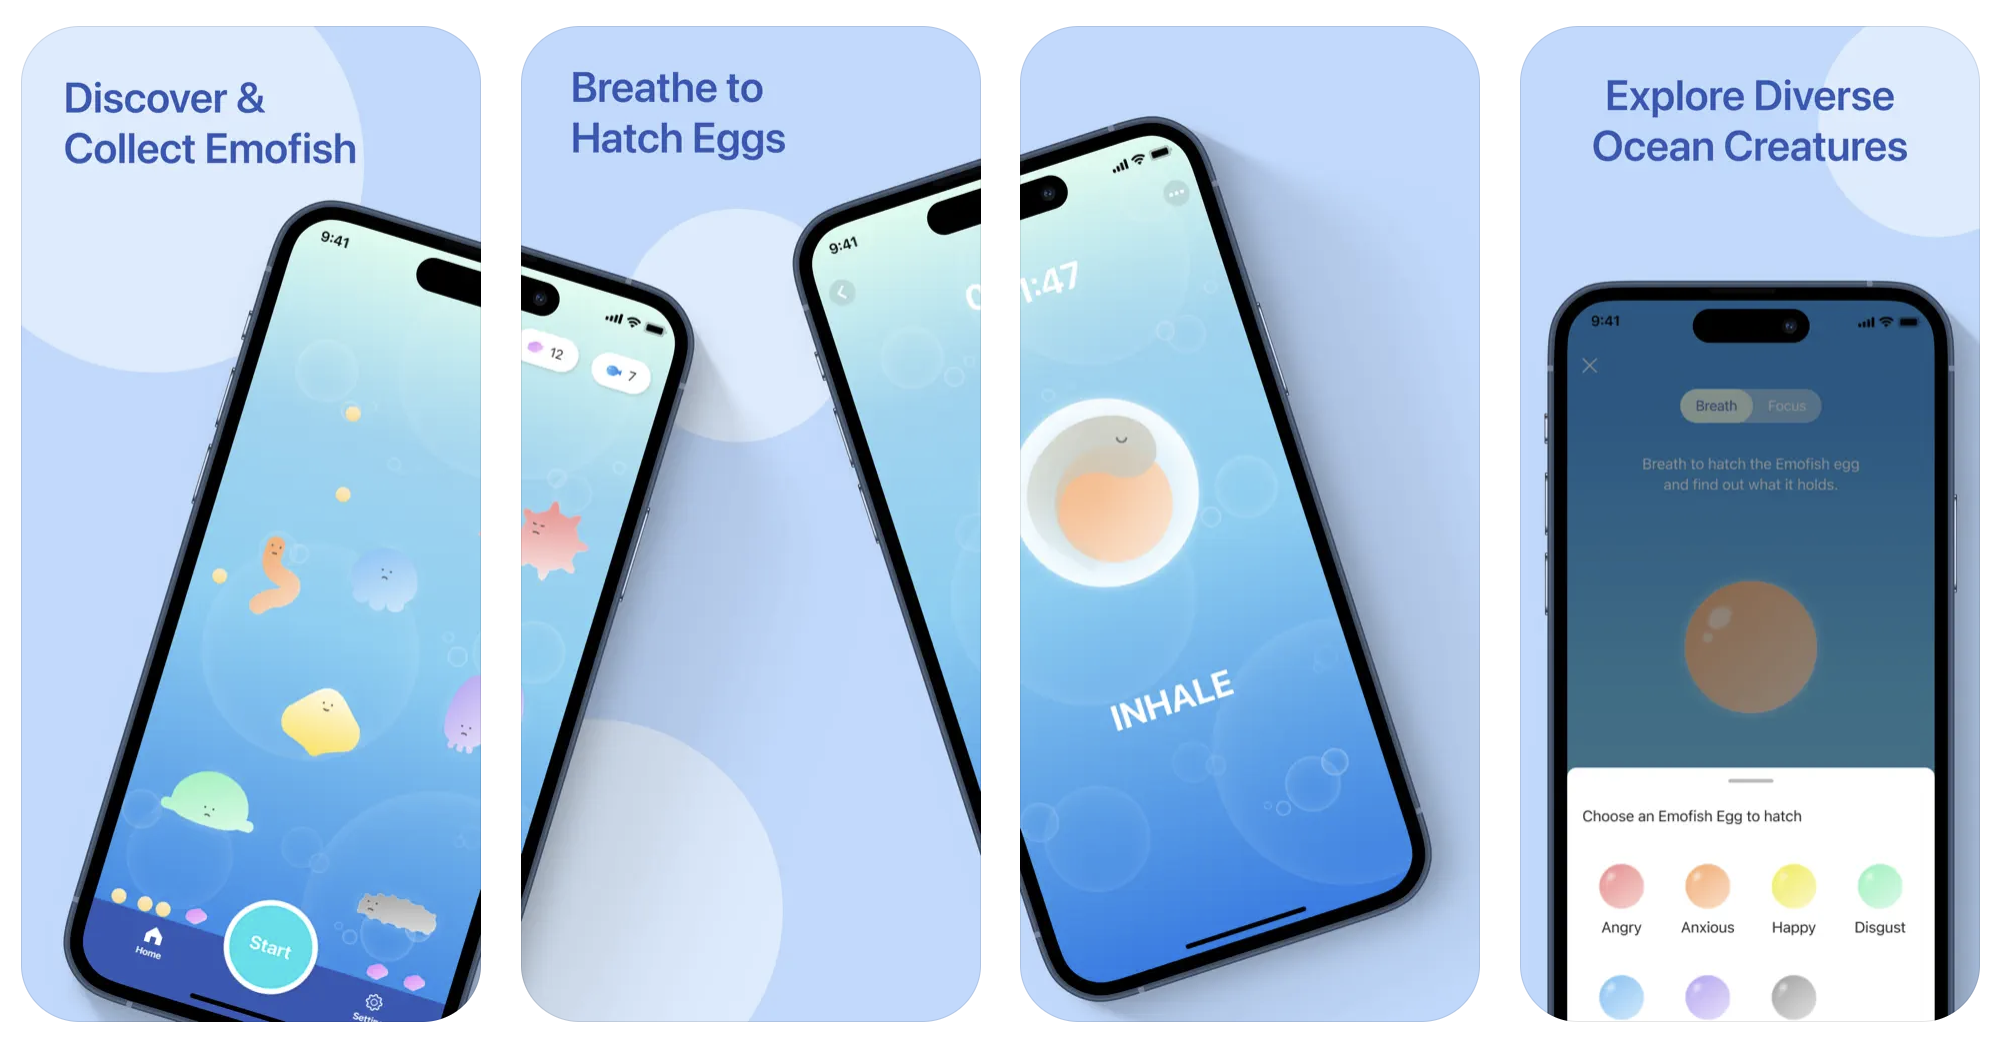 Discover &
Collect Emofish
9:41
Start
Home
Breathe to
Hatch Eggs
12
7
9:41
1:47
INHALE
Explore Diverse
Ocean Creatures
9:41
Breath
Focus
Breath to hatch the Emofish egg
and find out what it holds.
Choose an Emofish Egg to hatch
Angry
Anxious
Happy
Disgust